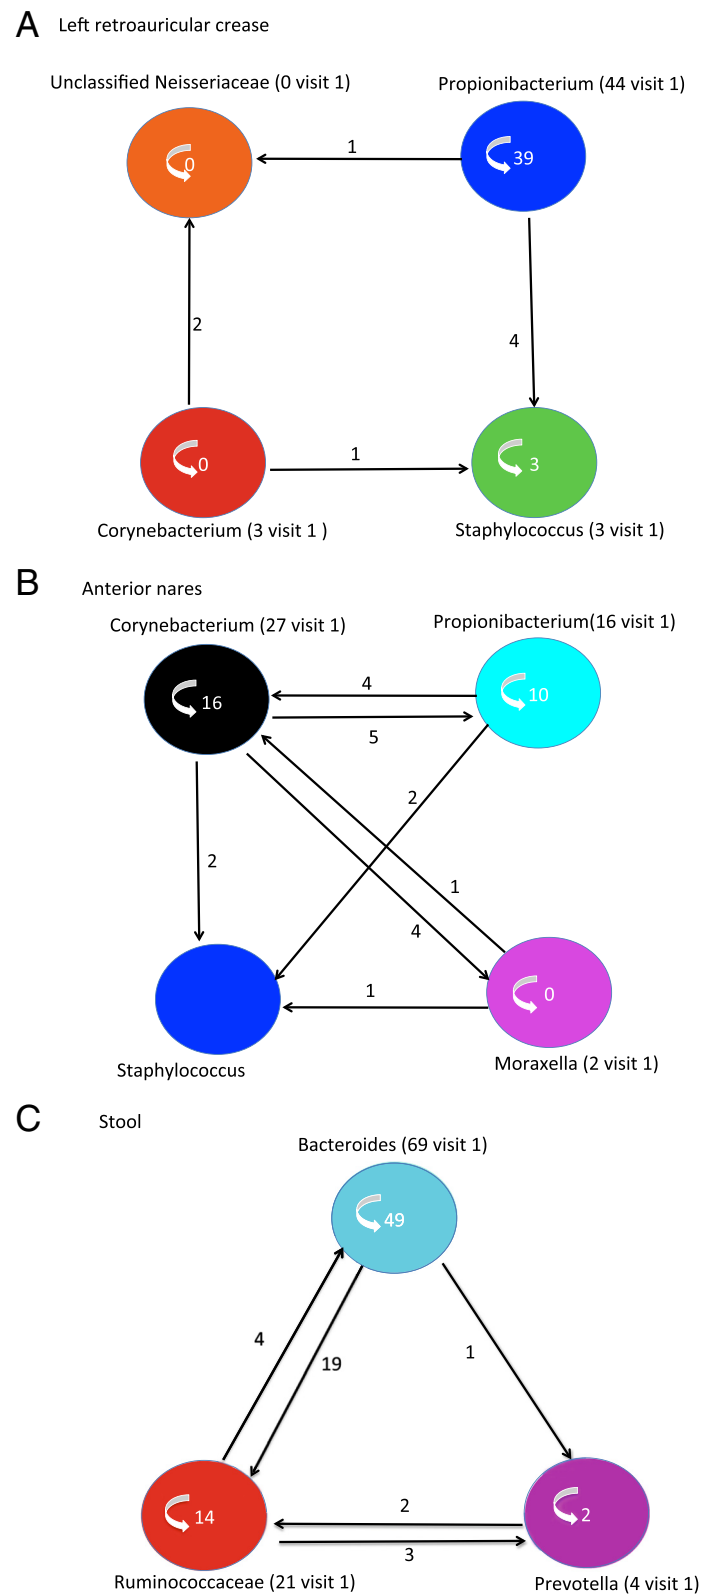 A Left retroauricular crease
Unclassified Neisseriaceae (0 visit 1)
Propionibacterium (44 visit 1)
0
1
39
2
4
0
1
3
Corynebacterium (3 visit 1 )
Staphylococcus (3 visit 1)
B Anterior nares
Corynebacterium (27 visit 1)
Propionibacterium(16 visit 1)
16
4
10
5
2
2
1
4
1
0
Staphylococcus
Moraxella (2 visit 1)
C Stool
Bacteroides (69 visit 1)
49
4
19
1
14
2
2
3
Ruminococcaceae (21 visit 1)
Prevotella (4 visit 1)